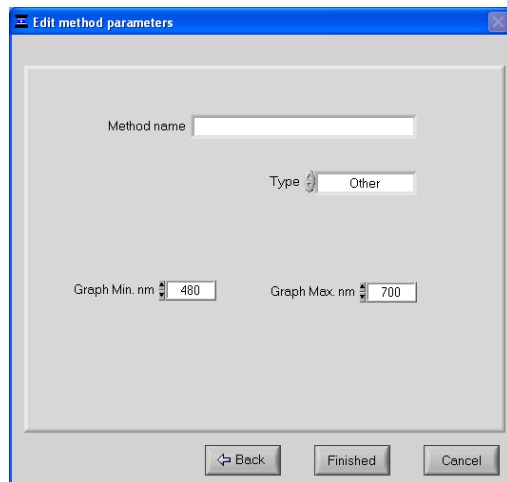 Edit method parameters
Method name
Type Other
Graph Min. nm 480 Graph Max. nm 700
Back Finished Cancel